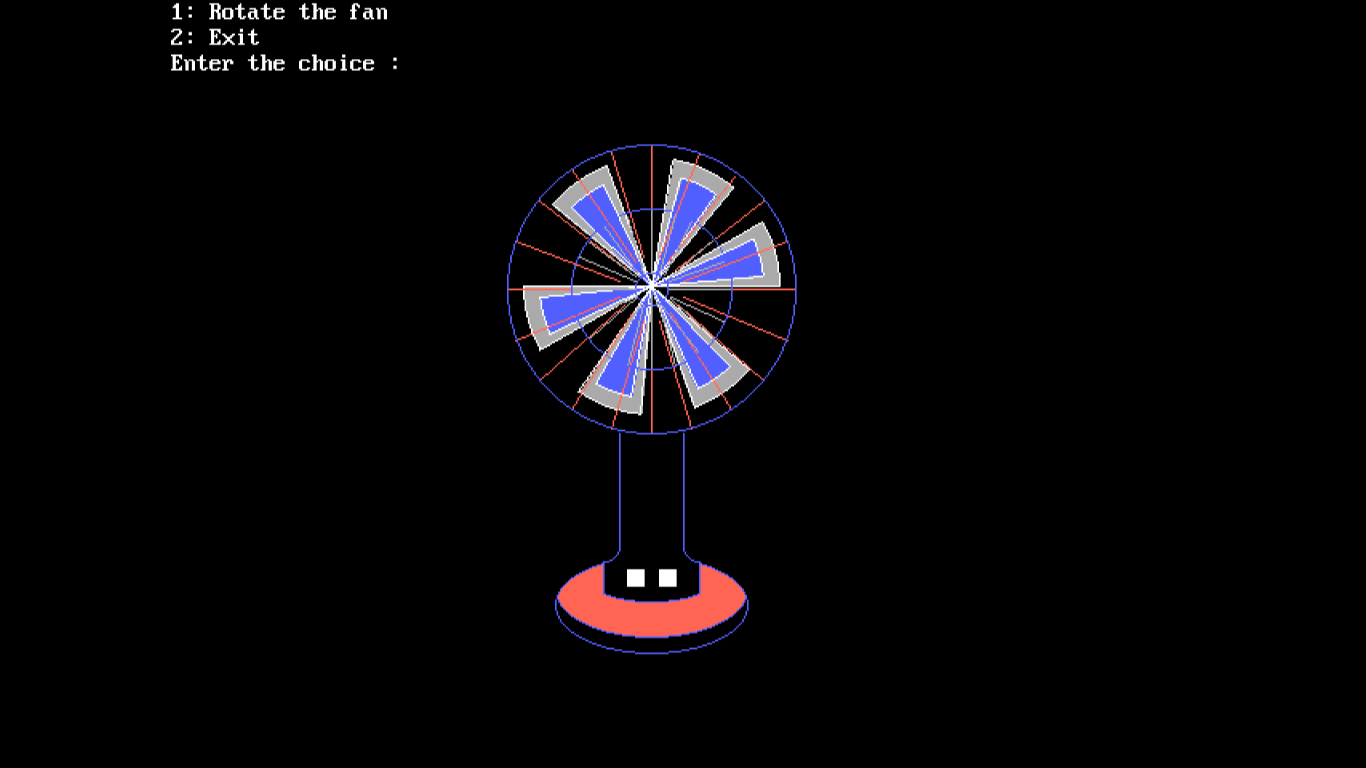 1: Rotate the fan
2: Exit
Enter the choice :